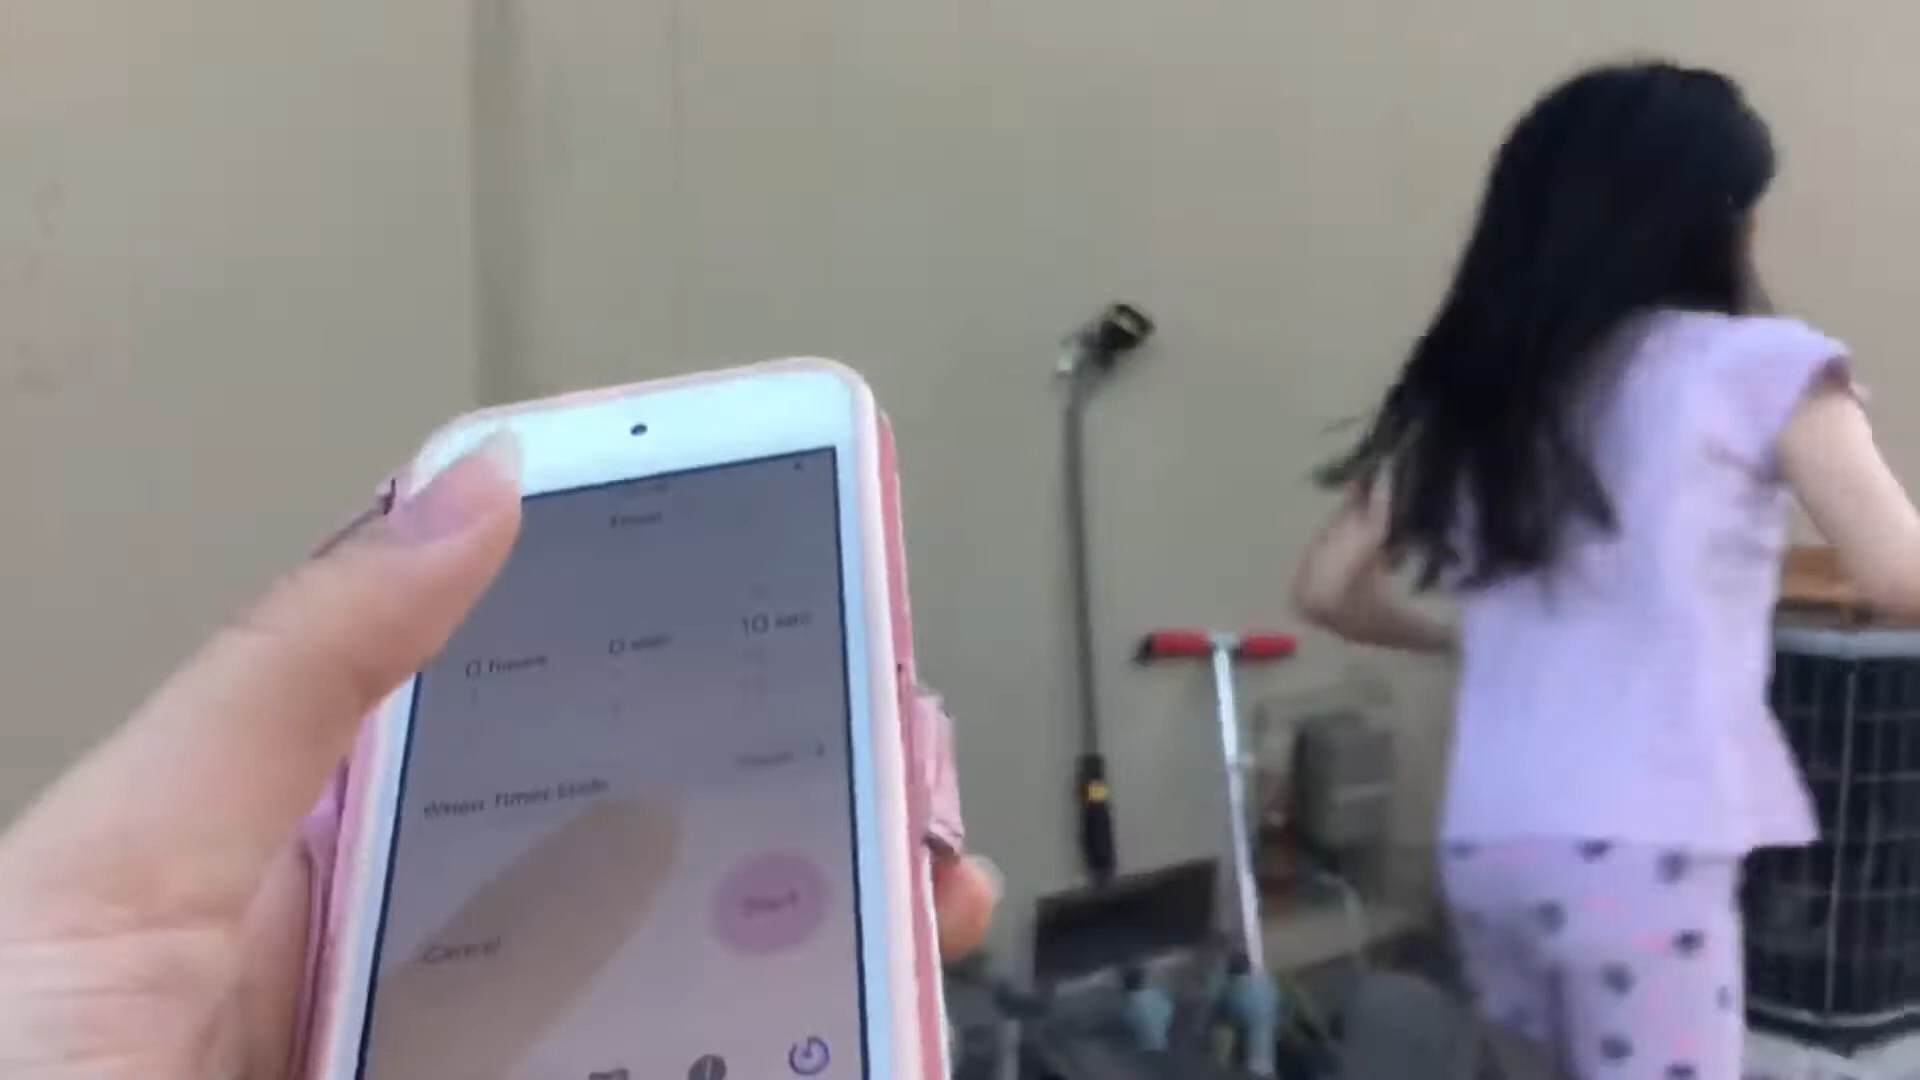 Timer
0 hours 0 min 10 sec
When Timer Ends
Start
Cancel